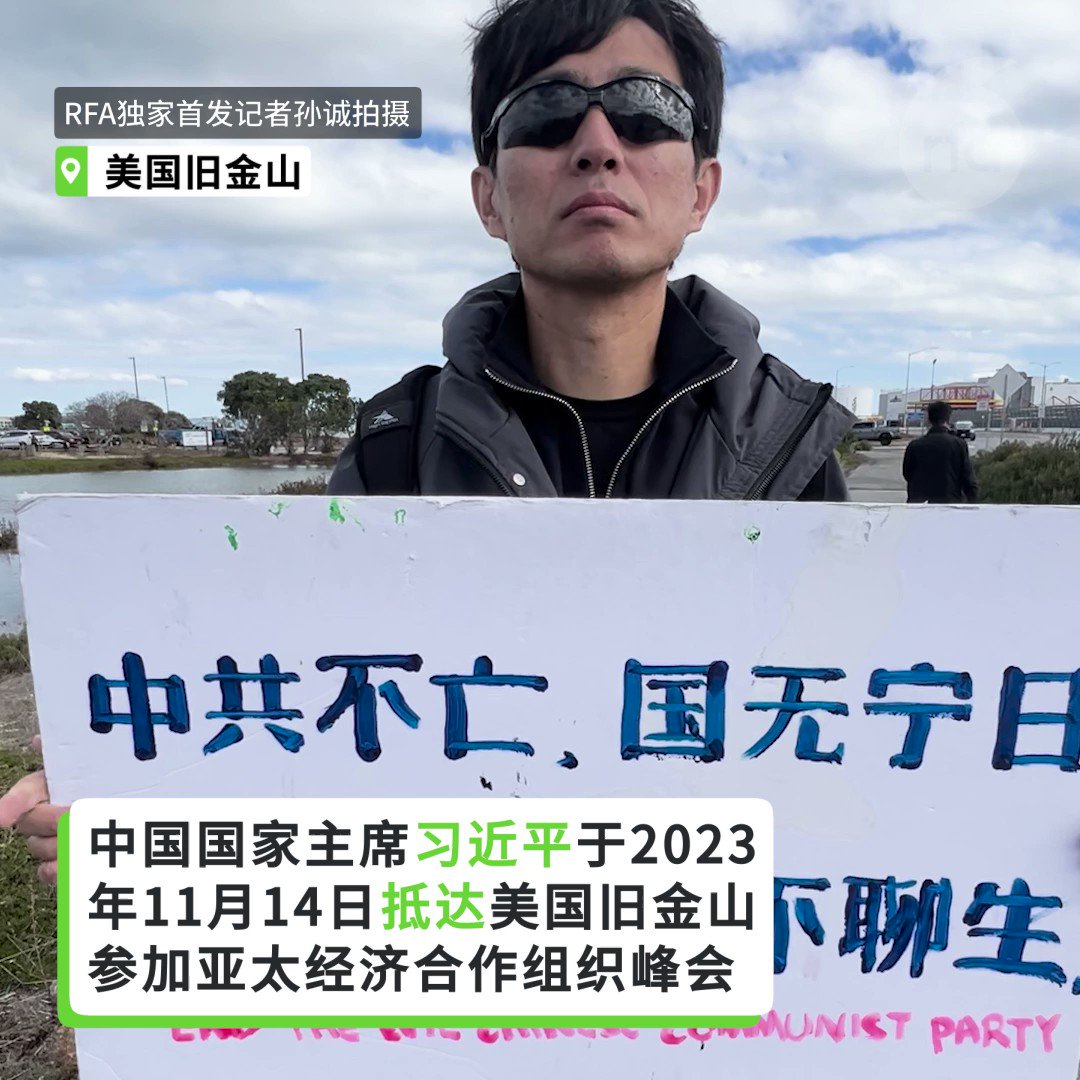 RFA独家首发记者孙诚拍摄
美国旧金山
中共不亡，国无宁日
中国国家主席习近平于2023
年11月14日抵达美国旧金山
参加亚太经济合作组织峰会
不聊生
COMMUNIST PARTY